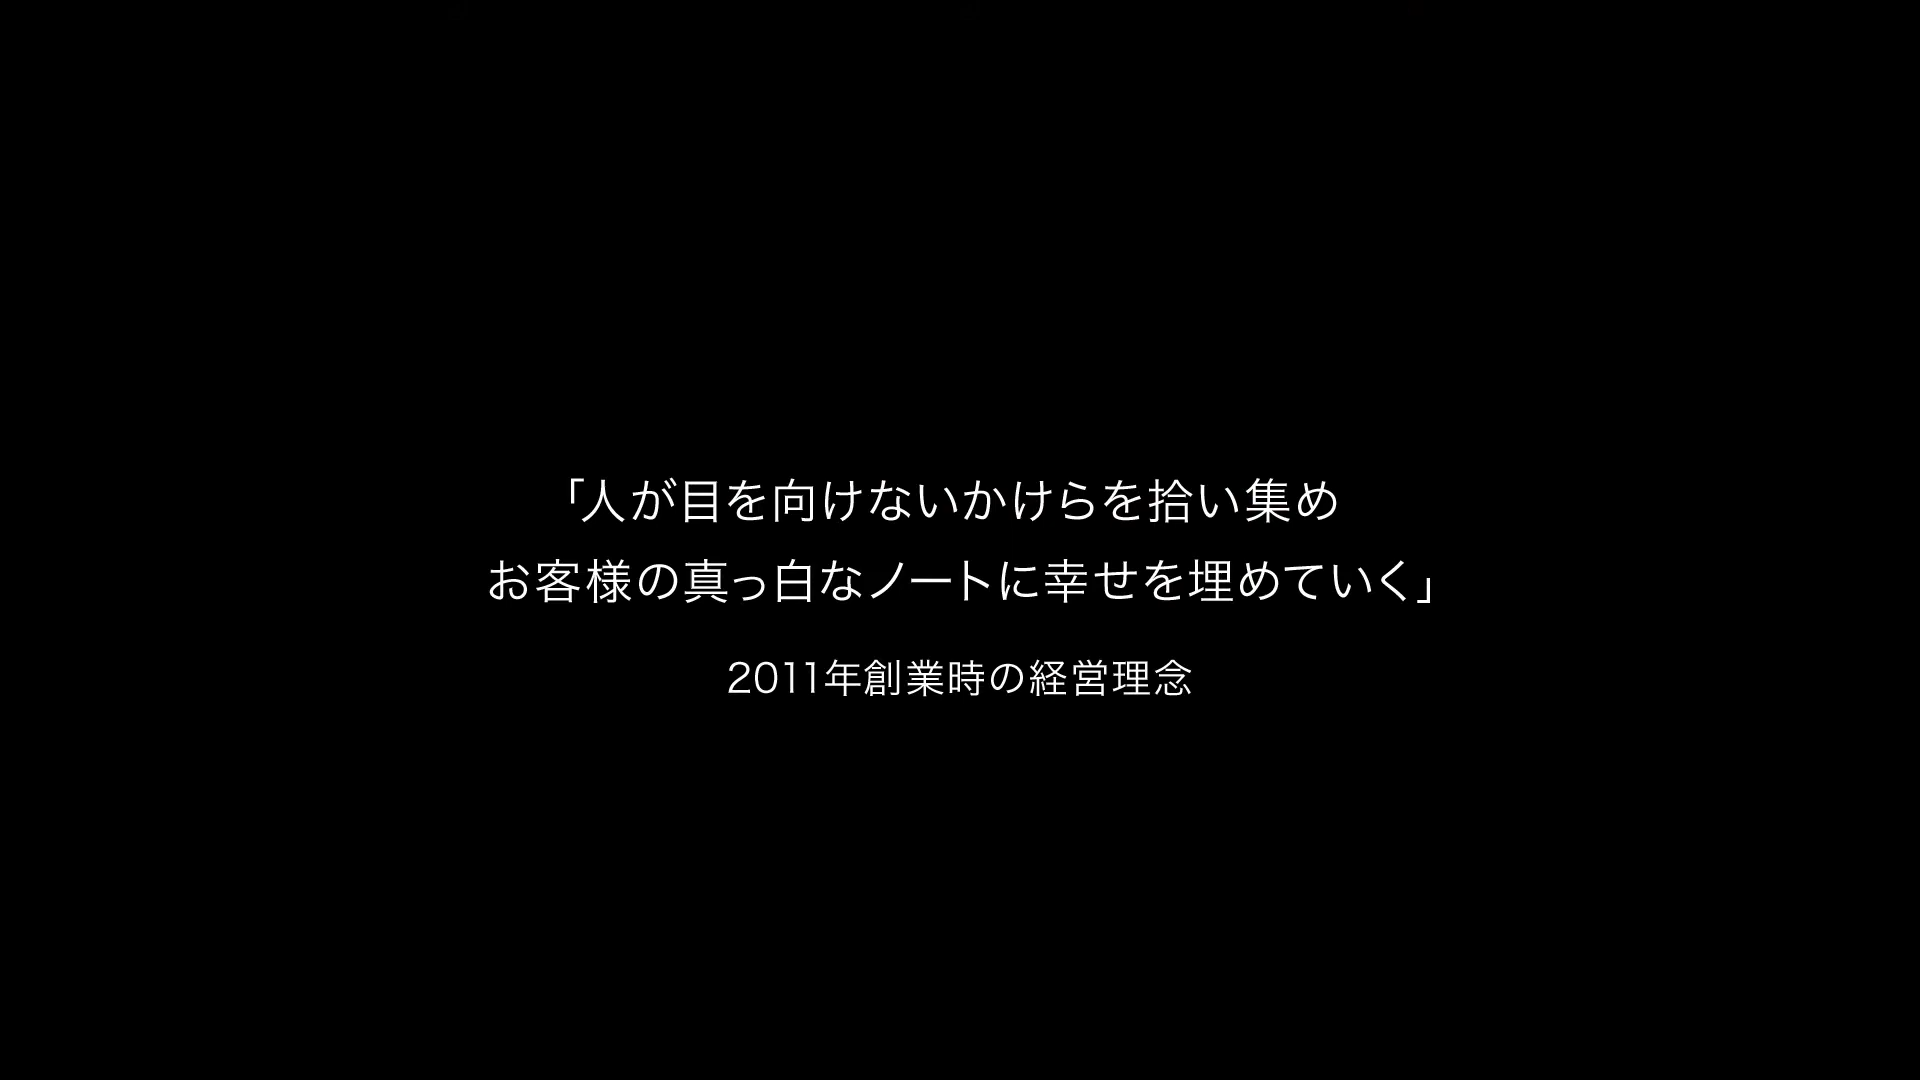 「人が目を向けないかけらを拾い集め
お客様の真っ白なノートに幸せを埋めていく」
2011年創業時の経営理念